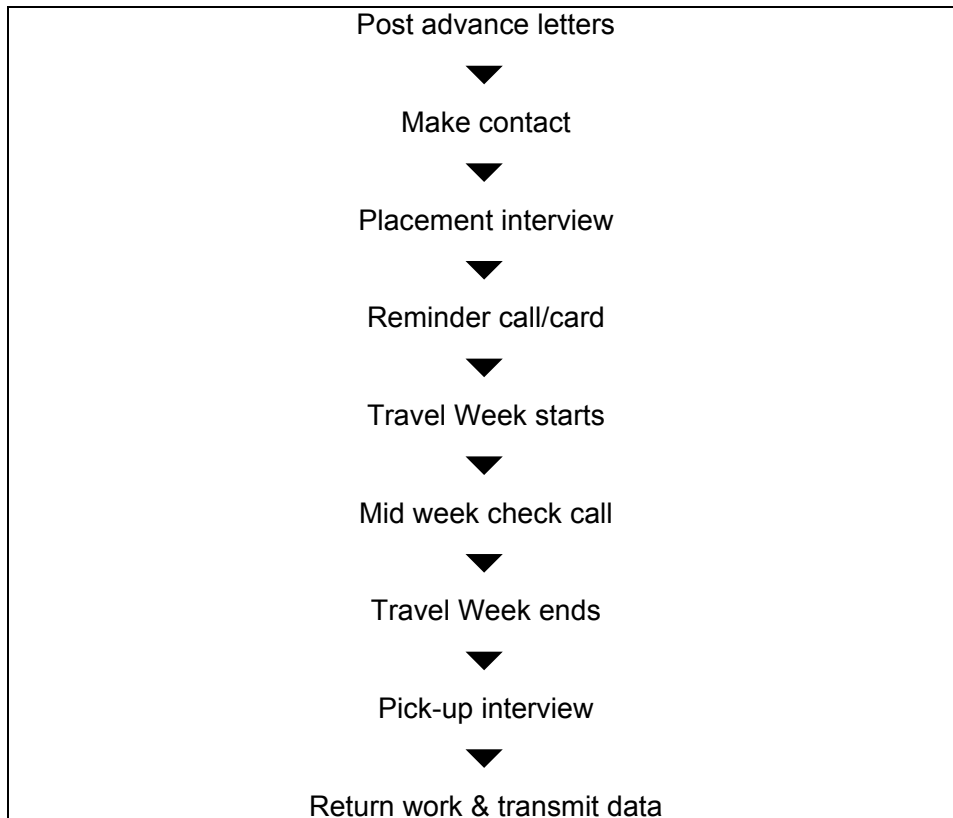 Post advance letters
Make contact
Placement interview
Reminder call/card
Travel Week starts
Mid week check call
Travel Week ends
Pick-up interview
Return work & transmit data